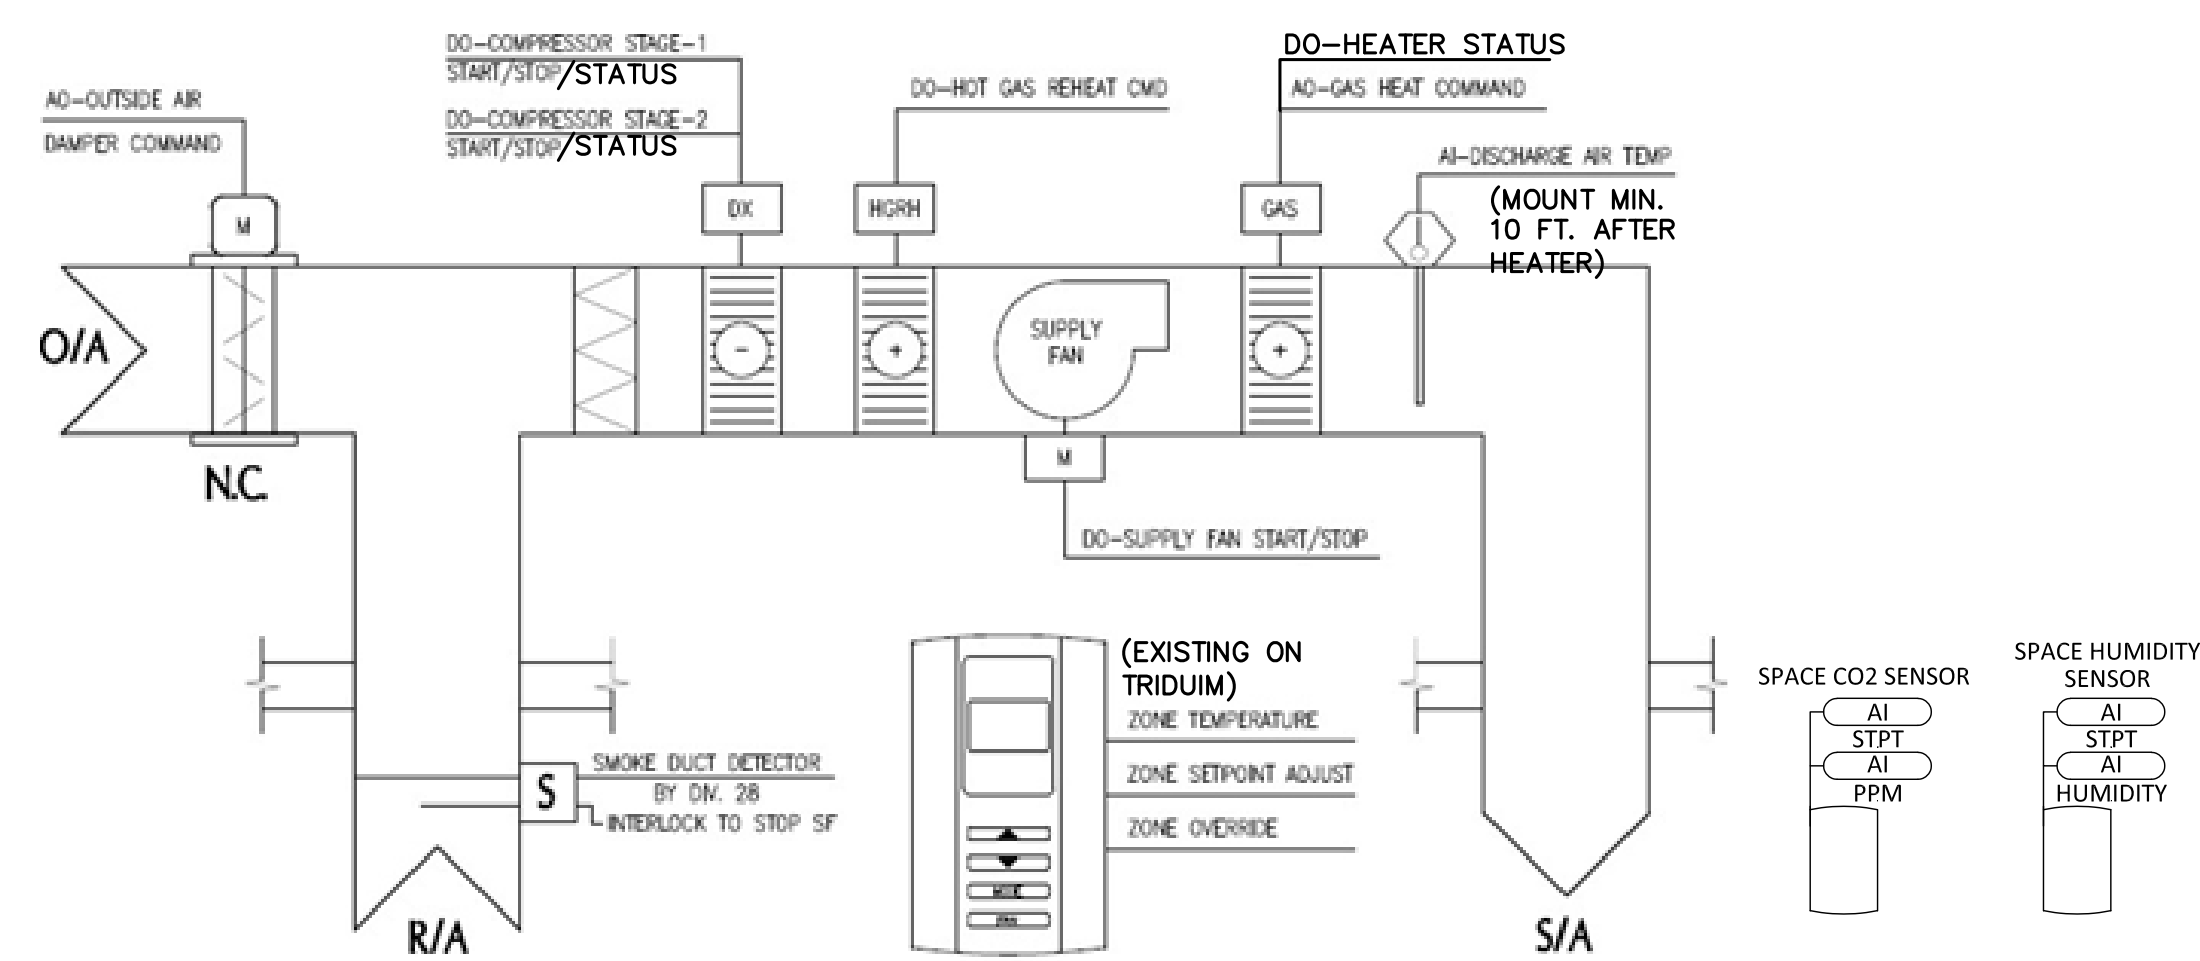 DO-COMPRESSOR STAGE-1
START/STOP/STATUS
DO-COMPRESSOR STAGE-2
START/STOP/STATUS
DO-HEATER STATUS
AO-GAS HEAT COMMAND
DO-HOT GAS REHEAT CMD
AO-OUTSIDE AIR
DAMPER COMMAND
AI-DISCHARGE AIR TEMP
(MOUNT MIN.
10 FT. AFTER
HEATER)
M
DX
HGRH
GAS
O/A
-
+
SUPPLY
FAN
+
N.C.
M
DO-SUPPLY FAN START/STOP
(EXISTING ON
TRIDUIM)
ZONE TEMPERATURE
ZONE SETPOINT ADJUST
ZONE OVERRIDE
MODE
FAN
SMOKE DUCT DETECTOR
BY DIV. 28
INTERLOCK TO STOP SF
S
R/A
S/A
SPACE CO2 SENSOR
AI
STPT
AI
PPM
SPACE HUMIDITY
SENSOR
AI
STPT
AI
HUMIDITY